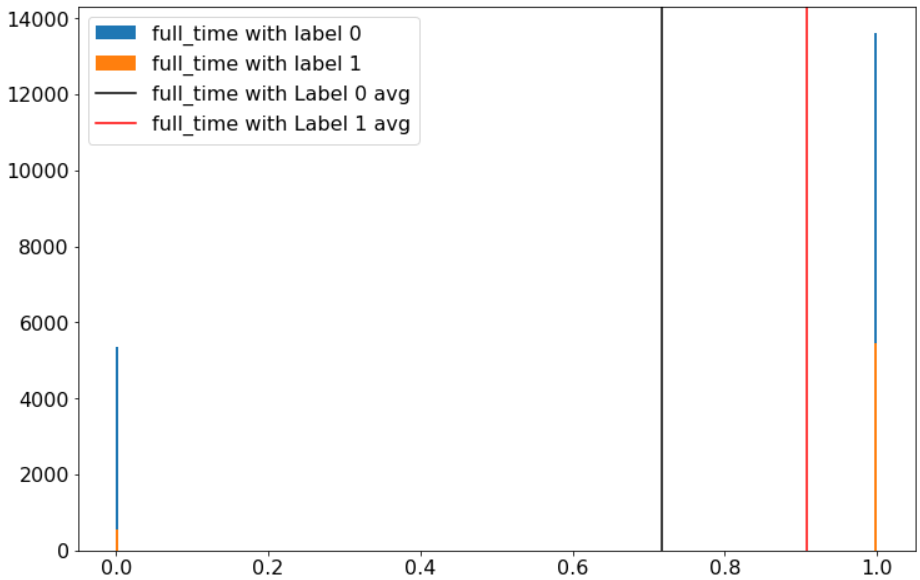 14000
12000
10000
8000
6000
4000
2000
0
full_time with label 0
full_time with label 1
full_time with Label 0 avg
full_time with Label 1 avg
0.0 0.2 0.4 0.6 0.8 1.0